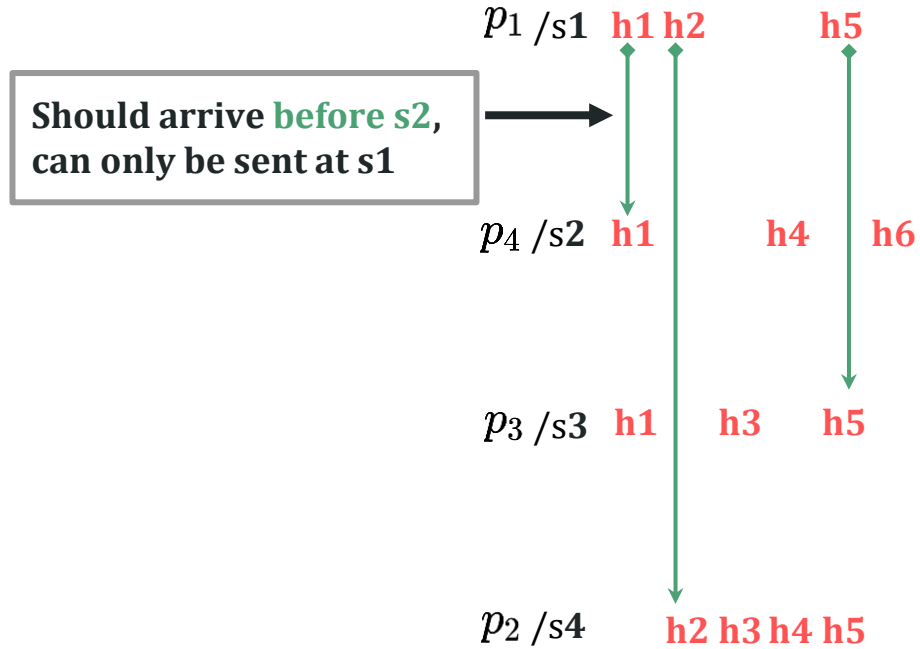 p1 /s1 h1 h2 h5
Should arrive before s2,
can only be sent at s1
p4 /s2 h1 h4 h6
p3 /s3 h1 h3 h5
p2 /s4 h2 h3 h4 h5